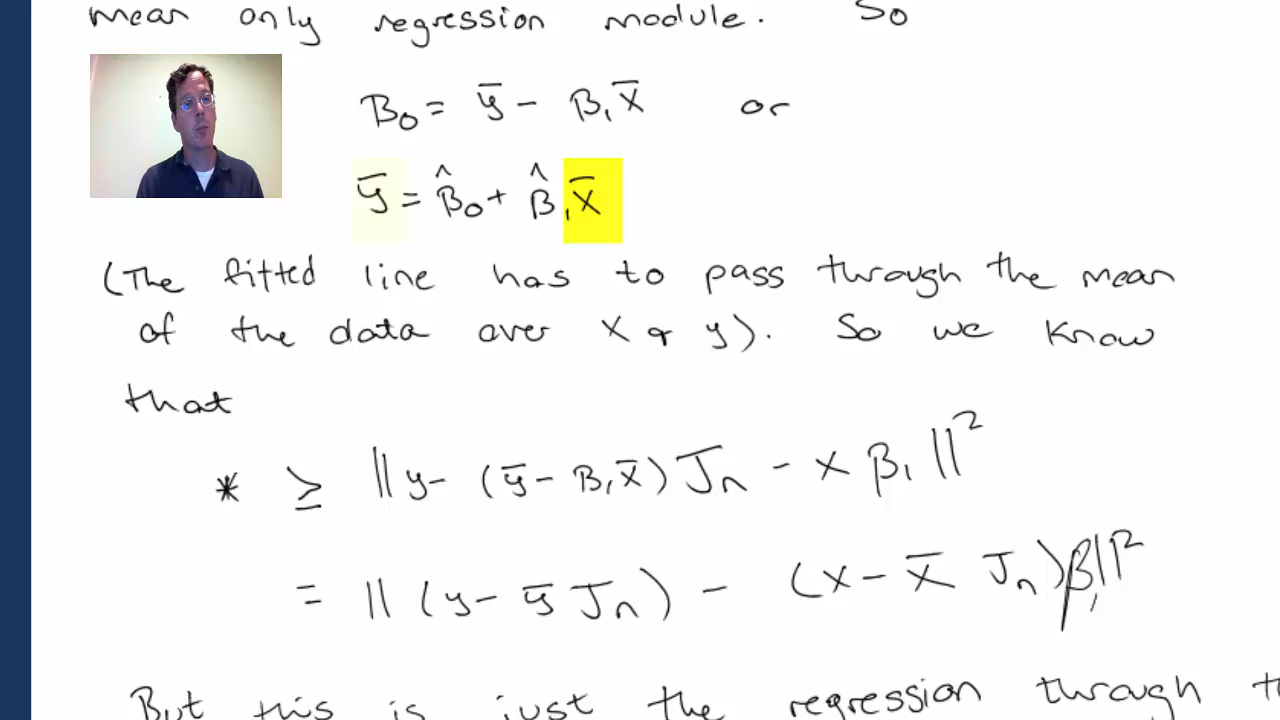 mean only regression module. So
B₀ = ȳ - β₁x̄ or
ȳ = β̂₀ + β̂₁x̄
(The fitted line has to pass through the mean
of the data over x & y). So we know
that
* ≥ ||y- (ȳ - β₁x̄) Jₙ - x β₁ ||²
= || (y - ȳ Jₙ) - (x - x̄ Jₙ)β₁||²
But this is just the regression through